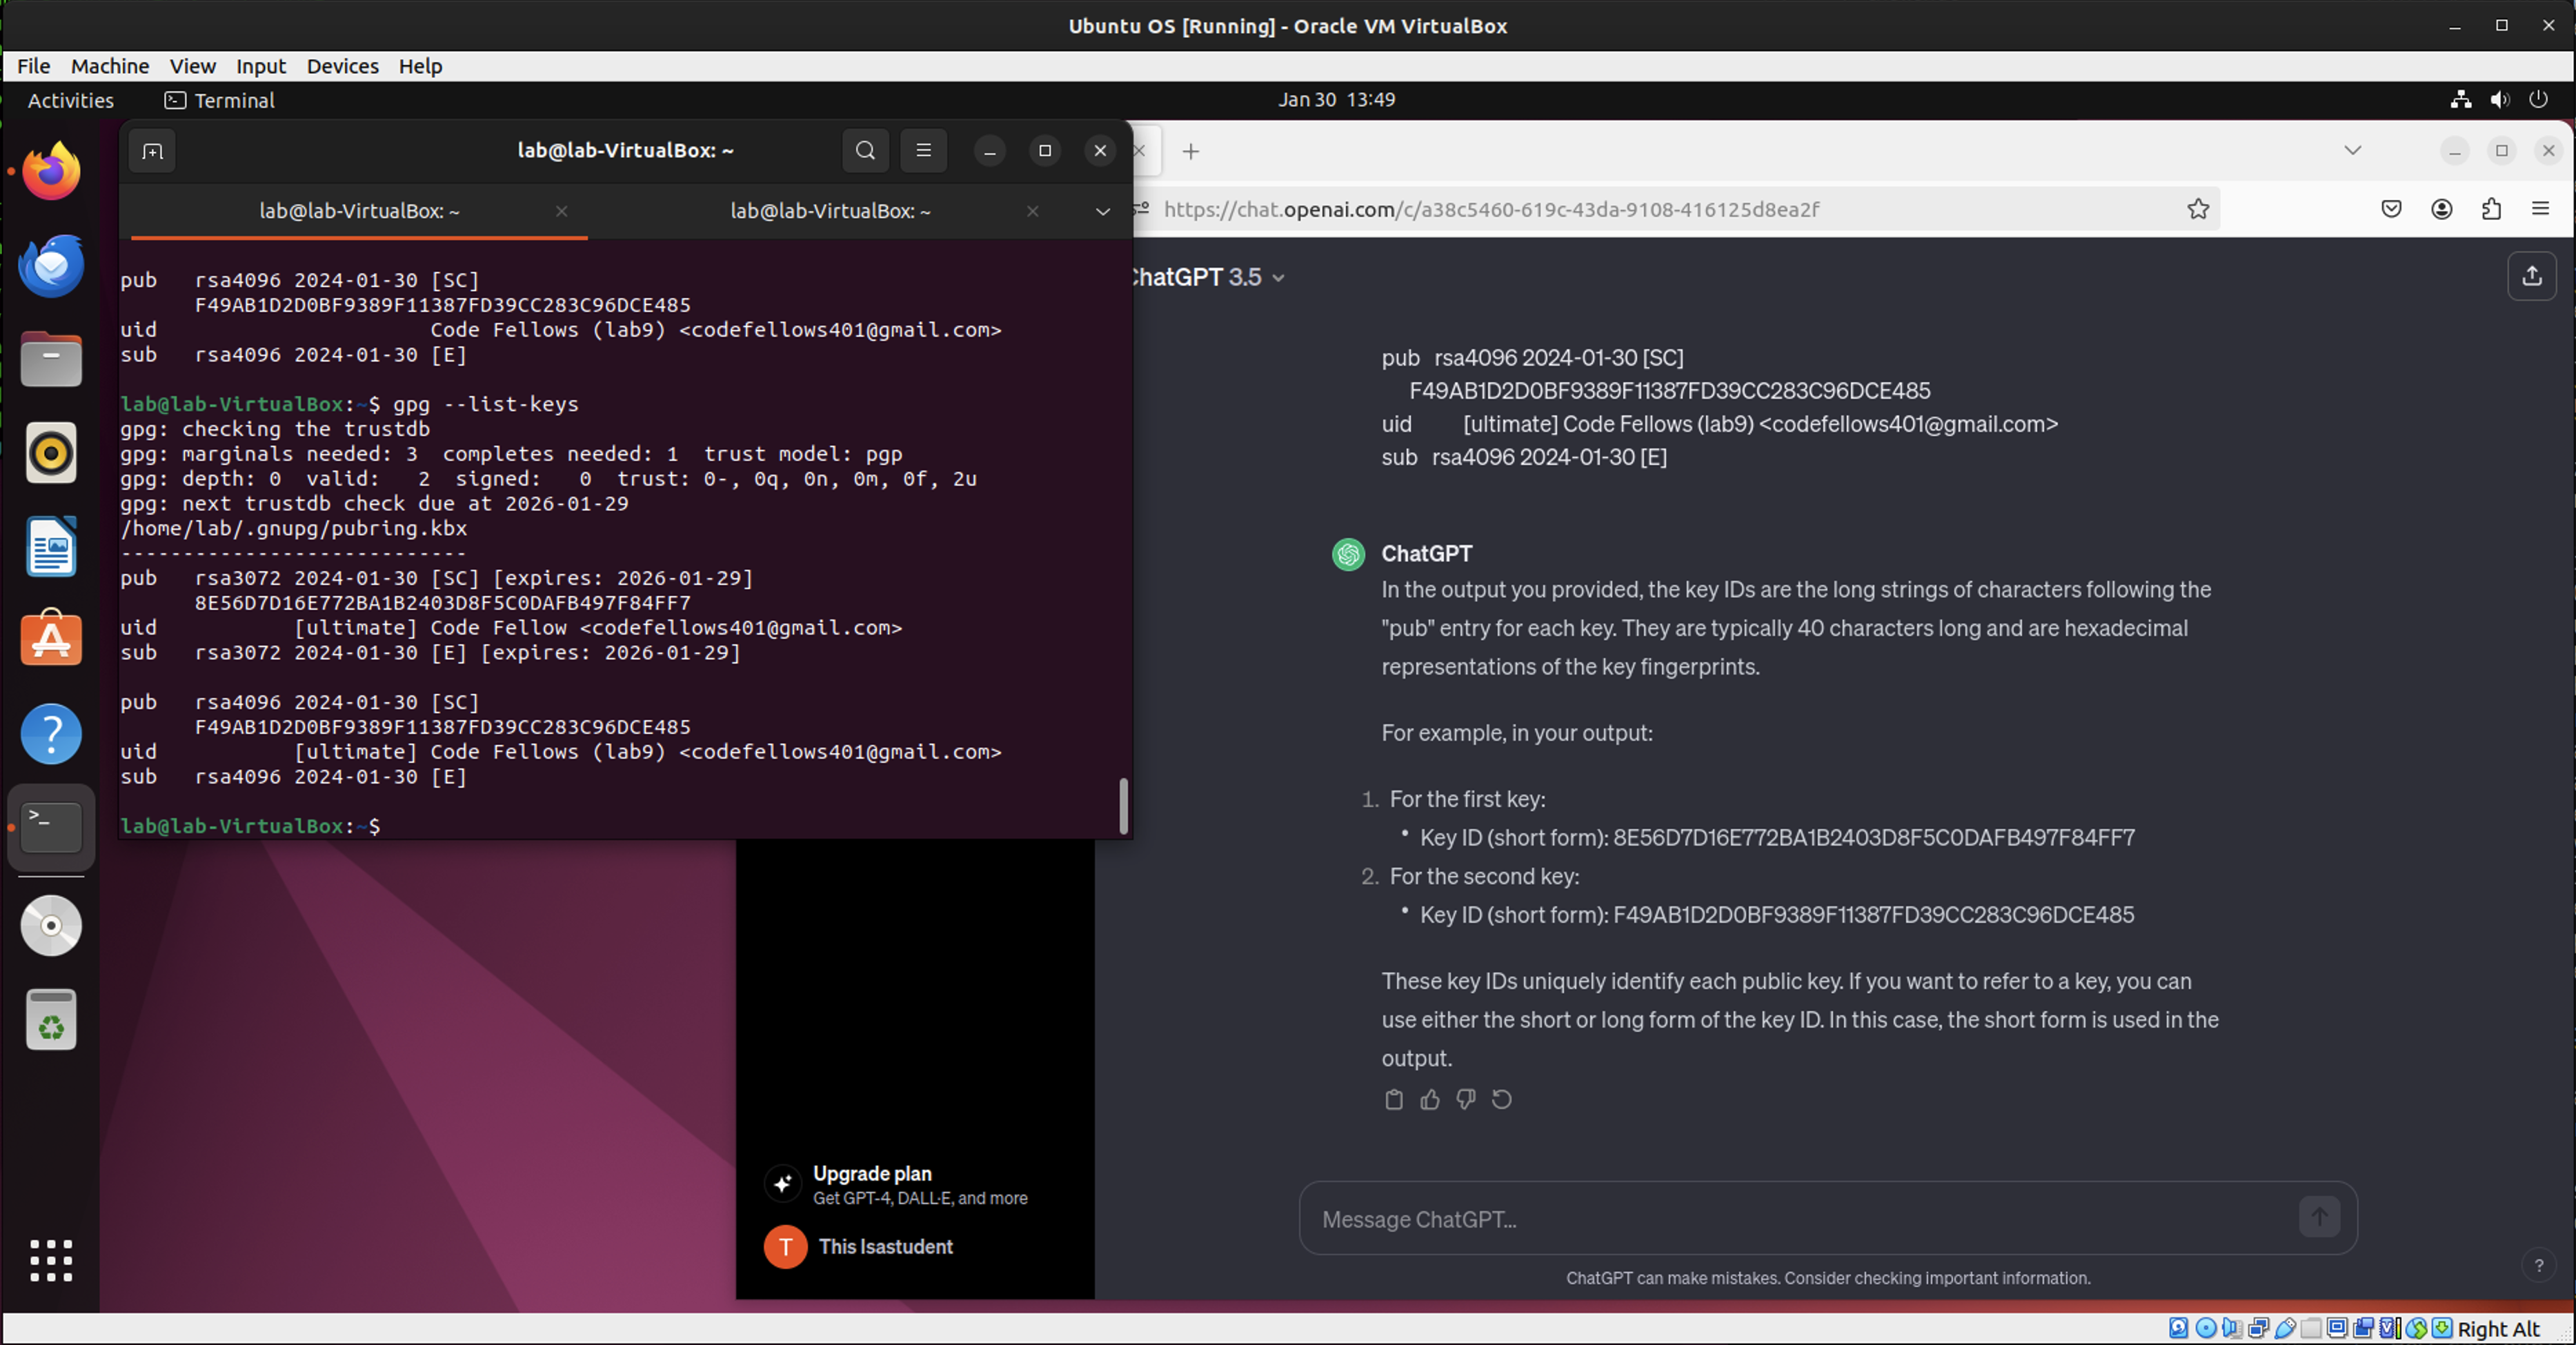 Ubuntu OS [Running] - Oracle VM VirtualBox
File Machine View Input Devices Help
Activities Terminal Jan 30 13:49
lab@lab-VirtualBox: ~
lab@lab-VirtualBox: ~ lab@lab-VirtualBox: ~
pub   rsa4096 2024-01-30 [SC]
      F49AB1D2D0BF9389F11387FD39CC283C96DCE485
uid                      Code Fellows (lab9) <codefellows401@gmail.com>
sub   rsa4096 2024-01-30 [E]
lab@lab-VirtualBox:~$ gpg --list-keys
gpg: checking the trustdb
gpg: marginals needed: 3  completes needed: 1  trust model: pgp
gpg: depth: 0  valid:   2  signed:   0  trust: 0-, 0q, 0n, 0m, 0f, 2u
gpg: next trustdb check due at 2026-01-29
/home/lab/.gnupg/pubring.kbx
----------------------------
pub   rsa3072 2024-01-30 [SC] [expires: 2026-01-29]
      8E56D7D16E772BA1B2403D8F5C0DAFB497F84FF7
uid           [ultimate] Code Fellow <codefellows401@gmail.com>
sub   rsa3072 2024-01-30 [E] [expires: 2026-01-29]
pub   rsa4096 2024-01-30 [SC]
      F49AB1D2D0BF9389F11387FD39CC283C96DCE485
uid           [ultimate] Code Fellows (lab9) <codefellows401@gmail.com>
sub   rsa4096 2024-01-30 [E]
lab@lab-VirtualBox:~$
https://chat.openai.com/c/a38c5460-619c-43da-9108-416125d8ea2f
ChatGPT 3.5
pub rsa4096 2024-01-30 [SC]
F49AB1D2D0BF9389F11387FD39CC283C96DCE485
uid [ultimate] Code Fellows (lab9) <codefellows401@gmail.com>
sub rsa4096 2024-01-30 [E]
ChatGPT
In the output you provided, the key IDs are the long strings of characters following the
"pub" entry for each key. They are typically 40 characters long and are hexadecimal
representations of the key fingerprints.
For example, in your output:
1. For the first key:
• Key ID (short form): 8E56D7D16E772BA1B2403D8F5C0DAFB497F84FF7
2. For the second key:
• Key ID (short form): F49AB1D2D0BF9389F11387FD39CC283C96DCE485
These key IDs uniquely identify each public key. If you want to refer to a key, you can
use either the short or long form of the key ID. In this case, the short form is used in the
output.
Upgrade plan
Get GPT-4, DALL·E, and more
T This Isastudent
Message ChatGPT...
ChatGPT can make mistakes. Consider checking important information.
?
Right Alt